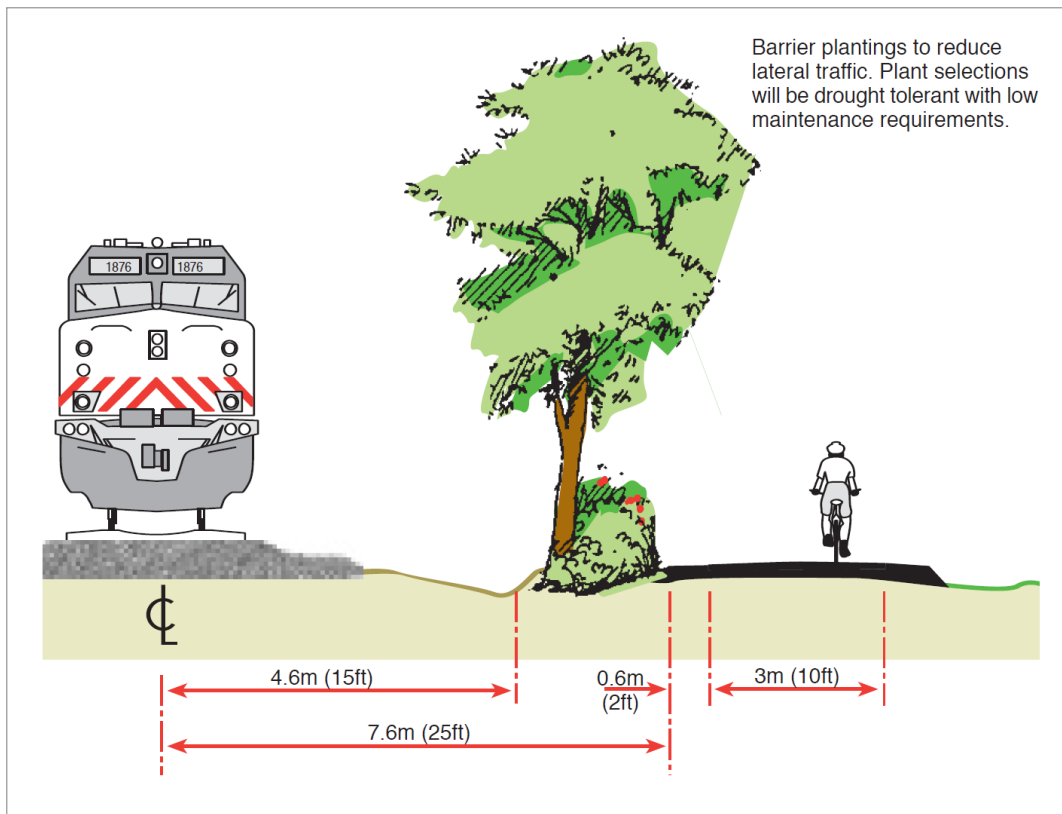 Barrier plantings to reduce
lateral traffic. Plant selections
will be drought tolerant with low
maintenance requirements.
1876 1876
CL
4.6m (15ft)
0.6m
(2ft)
3m (10ft)
7.6m (25ft)